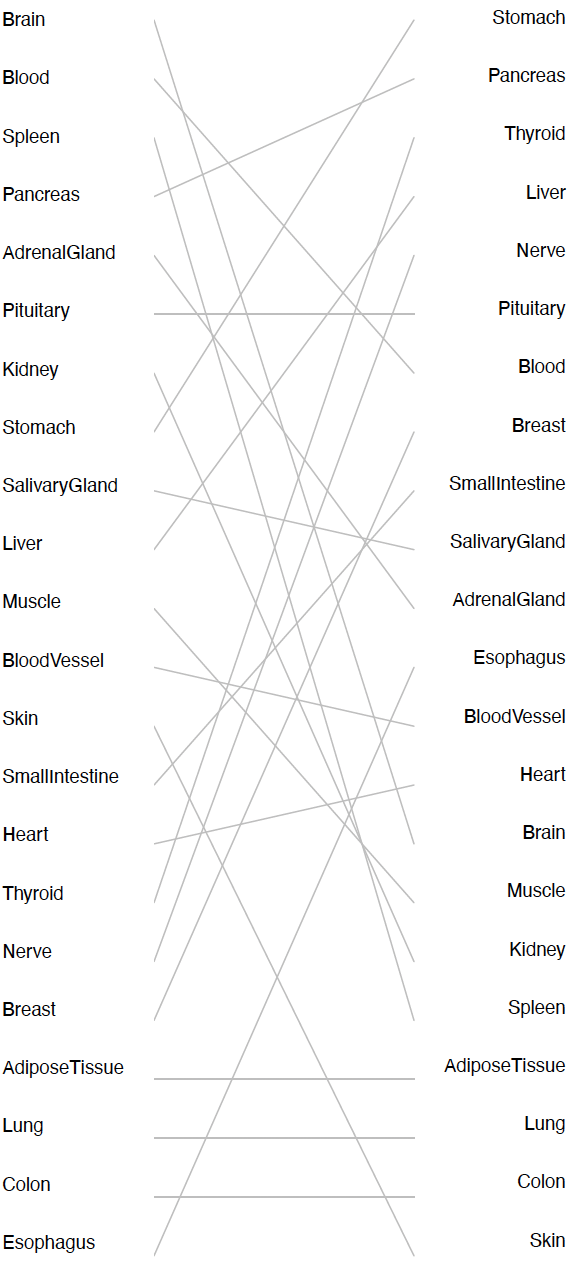 Brain
Stomach
Blood
Pancreas
Spleen
Thyroid
Pancreas
Liver
AdrenalGland
Nerve
Pituitary
Pituitary
Kidney
Blood
Stomach
Breast
SalivaryGland
SmallIntestine
Liver
SalivaryGland
Muscle
AdrenalGland
BloodVessel
Esophagus
Skin
BloodVessel
SmallIntestine
Heart
Heart
Brain
Thyroid
Muscle
Nerve
Kidney
Breast
Spleen
AdiposeTissue
AdiposeTissue
Lung
Lung
Colon
Colon
Esophagus
Skin